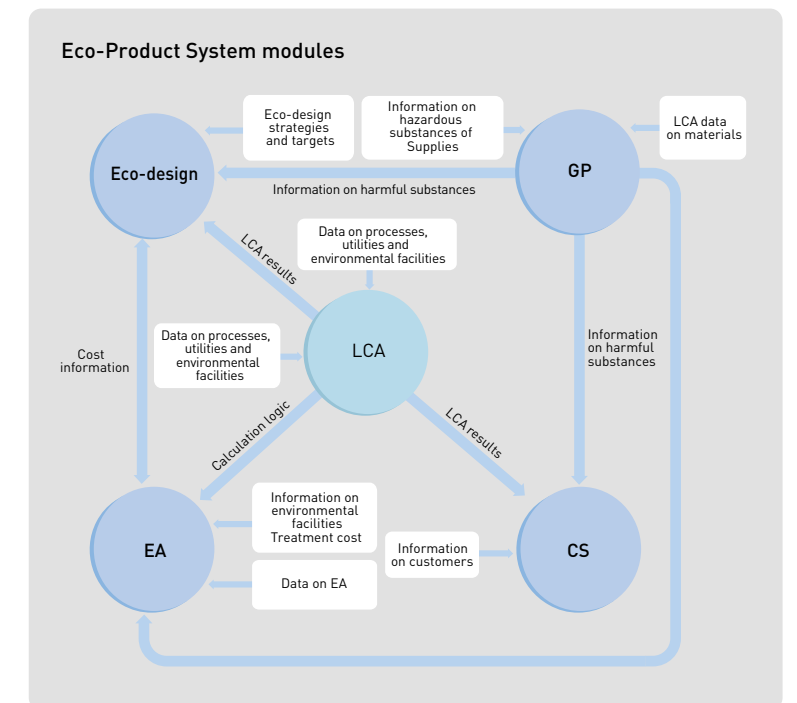 Eco-Product System modules
Eco-design
Eco-design
strategies
and targets
Information on
hazardous
substances of
Supplies
GP
LCA data
on materials
Information on harmful substances
LCA results
Data on processes,
utilities and
environmental facilities
Cost
information
Data on processes,
utilities and
environmental
facilities
LCA
Information
on harmful
substances
Calculation logic
LCA results
EA
Information on
environmental
facilities
Treatment cost
Data on EA
Information
on customers
CS